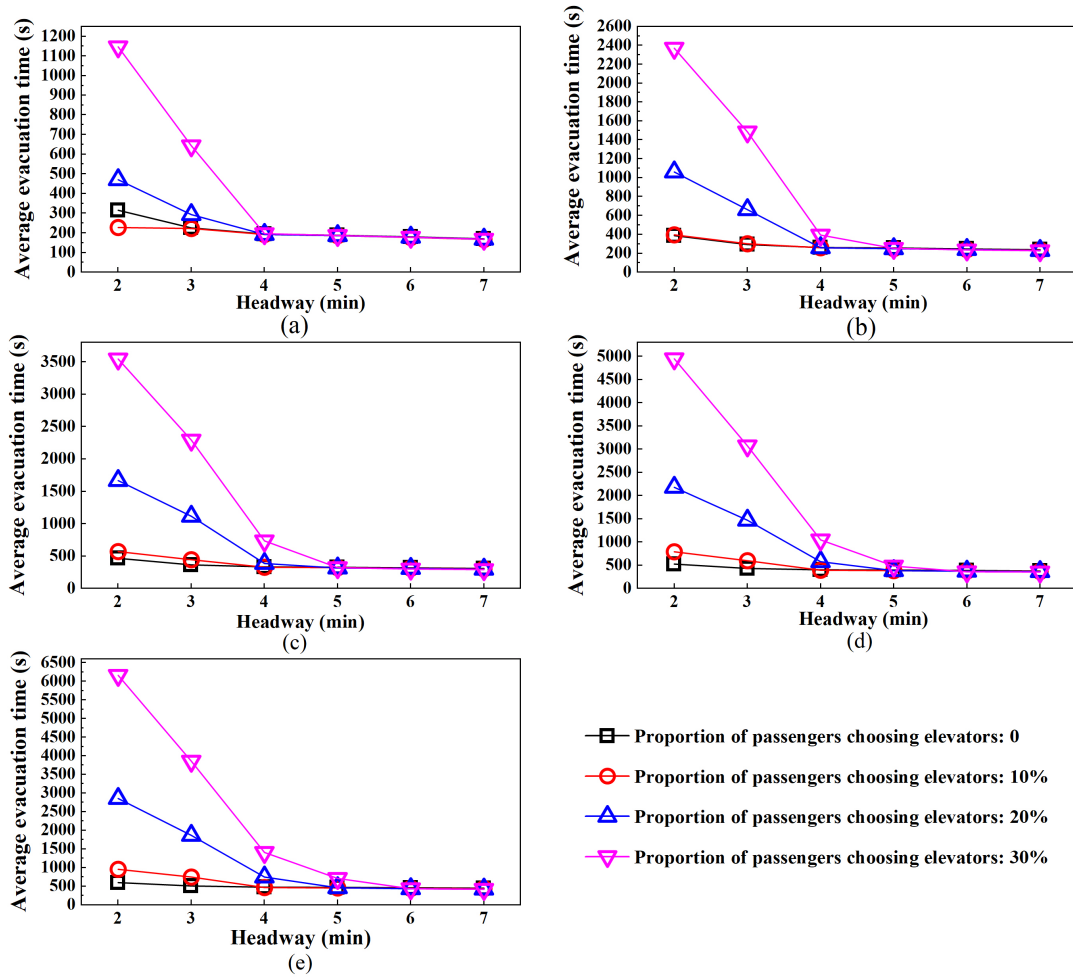 Average evacuation time (s)
1200
1100
1000
900
800
700
600
500
400
300
200
100
0
2 3 4 5 6 7
Headway (min)
(a)
Average evacuation time (s)
2600
2400
2200
2000
1800
1600
1400
1200
1000
800
600
400
200
0
2 3 4 5 6 7
Headway (min)
(b)
Average evacuation time (s)
3500
3000
2500
2000
1500
1000
500
0
2 3 4 5 6 7
Headway (min)
(c)
Average evacuation time (s)
5000
4500
4000
3500
3000
2500
2000
1500
1000
500
0
2 3 4 5 6 7
Headway (min)
(d)
Average evacuation time (s)
6500
6000
5500
5000
4500
4000
3500
3000
2500
2000
1500
1000
500
0
2 3 4 5 6 7
Headway (min)
(e)
Proportion of passengers choosing elevators: 0
Proportion of passengers choosing elevators: 10%
Proportion of passengers choosing elevators: 20%
Proportion of passengers choosing elevators: 30%